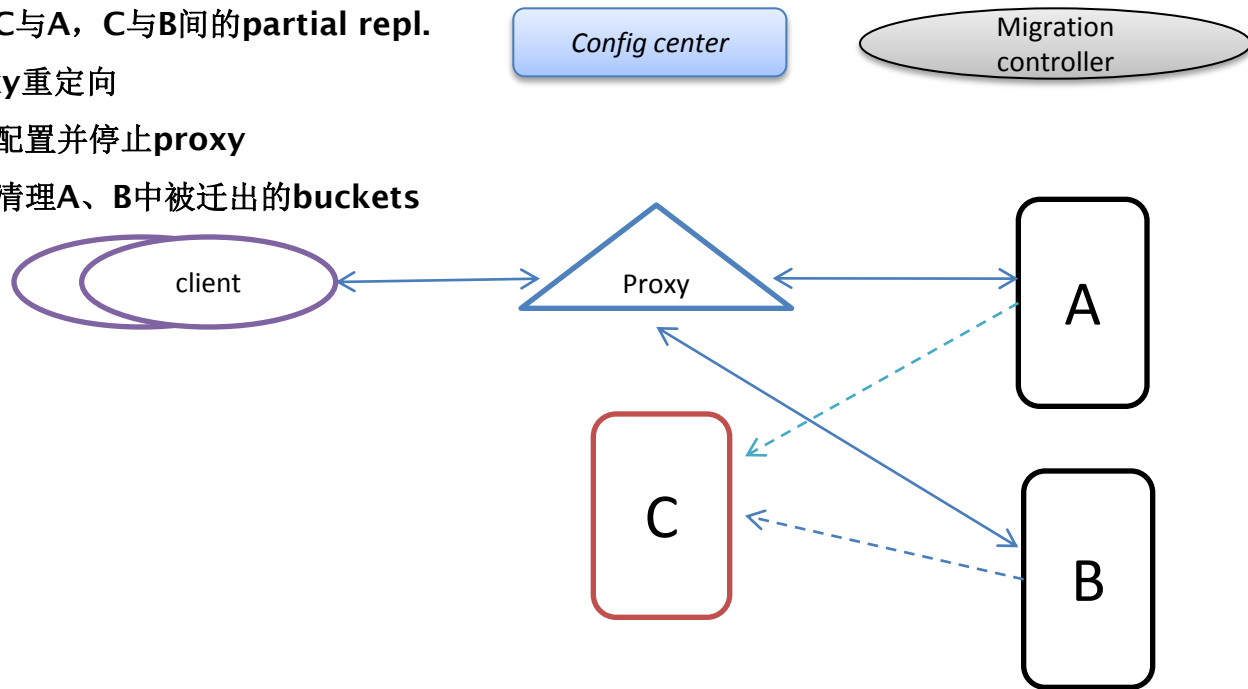 C与A，C与B间的partial repl.
y重定向
配置并停止proxy
清理A、B中被迁出的buckets
Config center
Migration
controller
client
Proxy
A
C
B